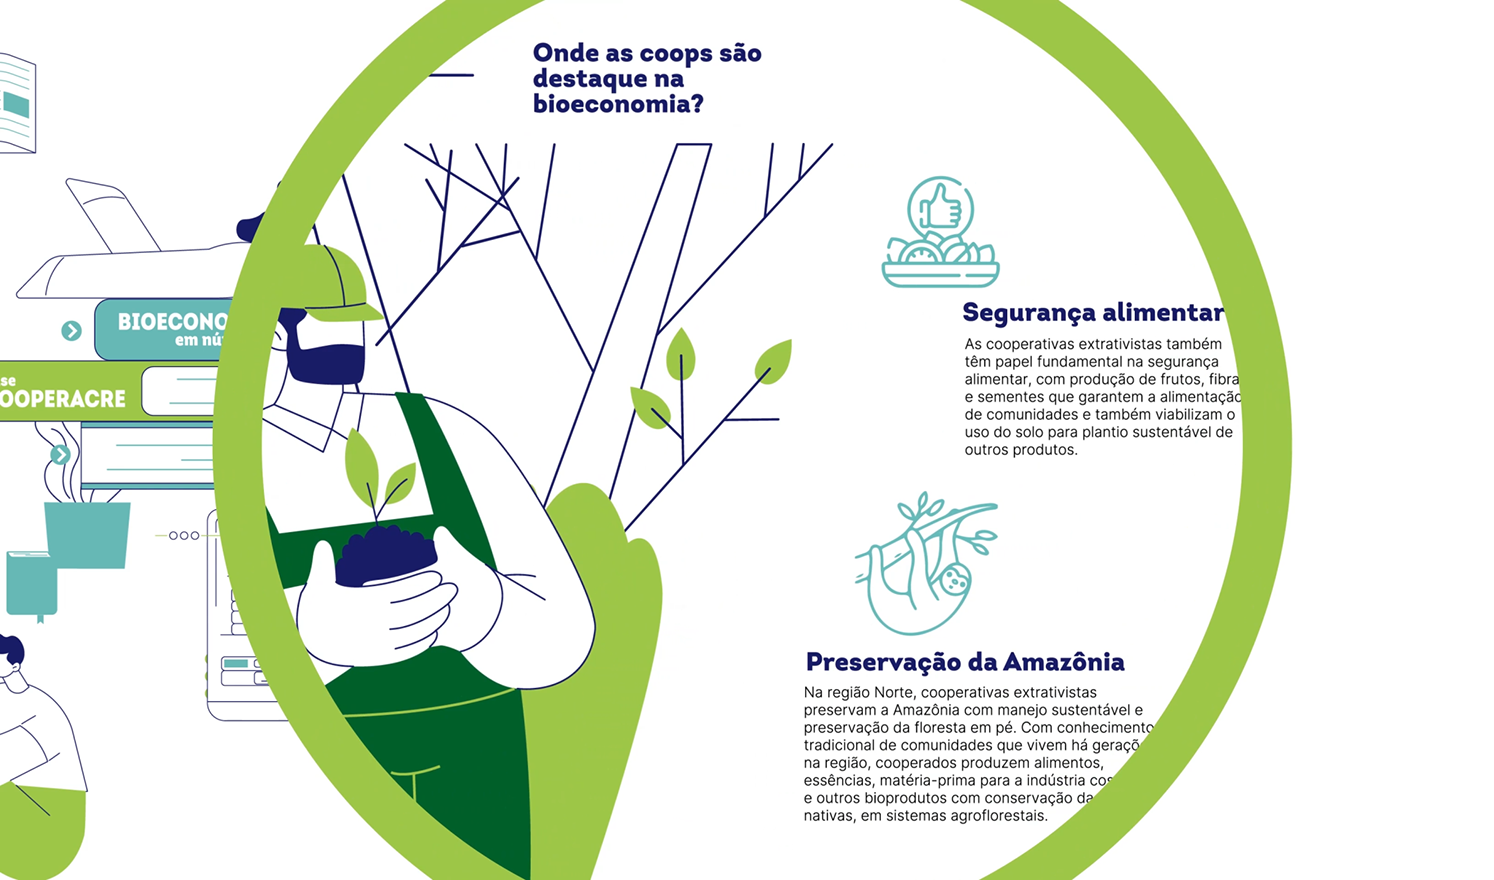 Onde as coops são
destaque na
bioeconomia?
BIOECONO
em nú
se
OOPERACRE
Segurança alimentar
As cooperativas extrativistas também
têm papel fundamental na segurança
alimentar, com produção de frutos, fibra
e sementes que garantem a alimentação
de comunidades e também viabilizam o
uso do solo para plantio sustentável de
outros produtos.
Preservação da Amazônia
Na região Norte, cooperativas extrativistas
preservam a Amazônia com manejo sustentável e
preservação da floresta em pé. Com conhecimento
tradicional de comunidades que vivem há geraçõ
na região, cooperados produzem alimentos,
essências, matéria-prima para a indústria cos
e outros bioprodutos com conservação da
nativas, em sistemas agroflorestais.